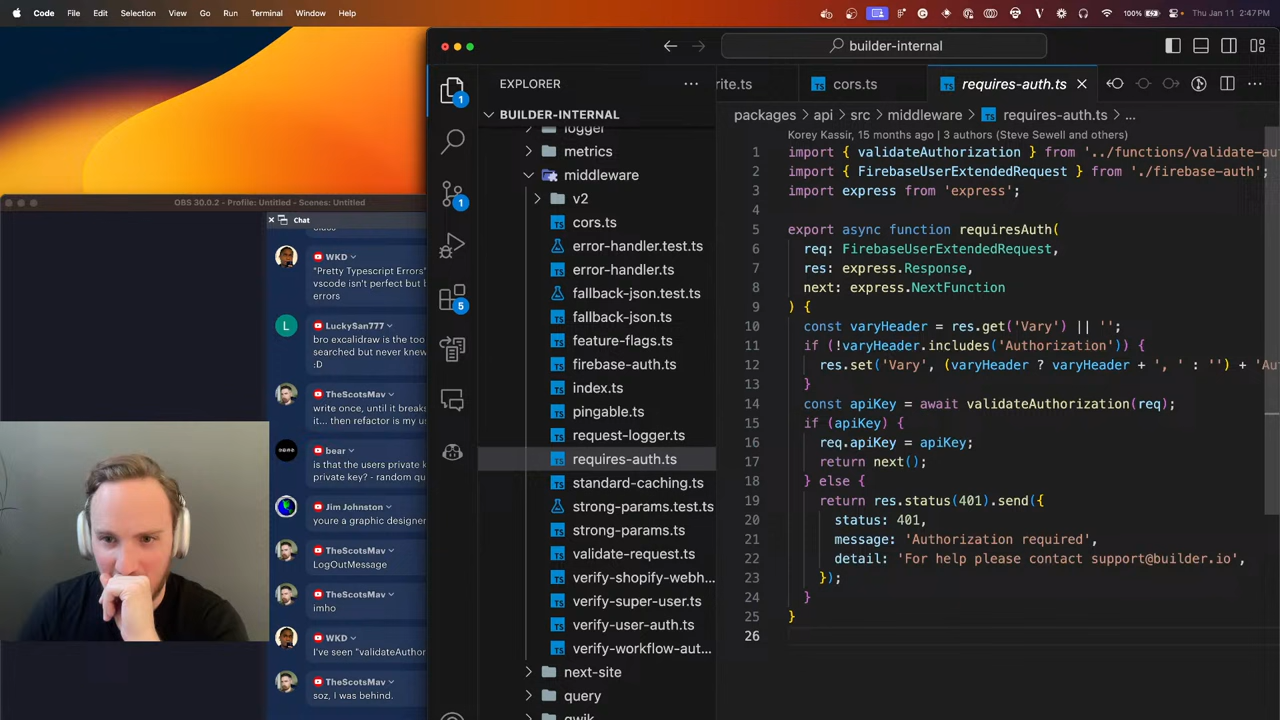 Code File Edit Selection View Go Run Terminal Window Help
100% Thu Jan 11 2:47 PM
builder-internal
EXPLORER
rite.ts
cors.ts
requires-auth.ts
BUILDER-INTERNAL
logger
metrics
middleware
v2
cors.ts
error-handler.test.ts
error-handler.ts
fallback-json.test.ts
fallback-json.ts
feature-flags.ts
firebase-auth.ts
index.ts
pingable.ts
request-logger.ts
requires-auth.ts
standard-caching.ts
strong-params.test.ts
strong-params.ts
validate-request.ts
verify-shopify-webh...
verify-super-user.ts
verify-user-auth.ts
verify-workflow-aut...
next-site
query
1
1
5
packages > api > src > middleware > requires-auth.ts > ...
Korey Kassir, 15 months ago | 3 authors (Steve Sewell and others)
1 import { validateAuthorization } from '../functions/validate-au
2 import { FirebaseUserExtendedRequest } from './firebase-auth';
3 import express from 'express';
4
5 export async function requiresAuth(
6 req: FirebaseUserExtendedRequest,
7 res: express.Response,
8 next: express.NextFunction
9 ) {
10 const varyHeader = res.get('Vary') || '';
11 if (!varyHeader.includes('Authorization')) {
12 res.set('Vary', (varyHeader ? varyHeader + ', ' : '') + 'Au
13 }
14 const apiKey = await validateAuthorization(req);
15 if (apiKey) {
16 req.apiKey = apiKey;
17 return next();
18 } else {
19 return res.status(401).send({
20 status: 401,
21 message: 'Authorization required',
22 detail: 'For help please contact support@builder.io',
23 });
24 }
25 }
26
OBS 30.0.2 - Profile: Untitled - Scenes: Untitled
Chat
WKD
"Pretty Typescript Errors"
vscode isn't perfect but
errors
LuckySan777
bro excalidraw is the too
searched but never knew
:D
TheScotsMav
write once, until it breaks
it... then refactor is my us
bear
is that the users private k
private key? - random qu
Jim Johnston
youre a graphic designer
TheScotsMav
LogOutMessage
TheScotsMav
imho
WKD
I've seen "validateAuthor
TheScotsMav
soz, I was behind.